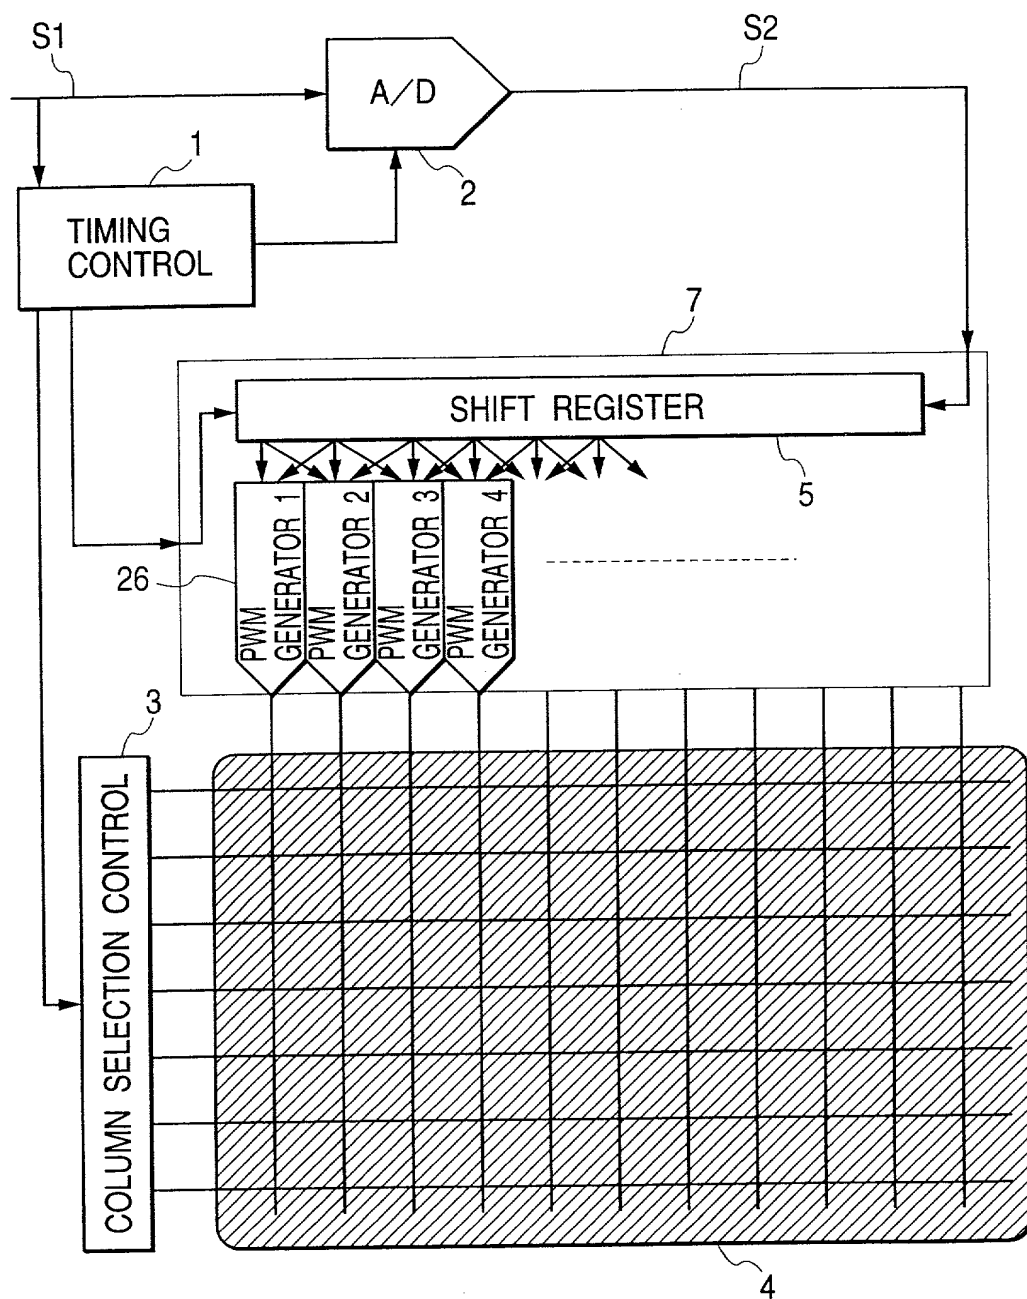 S1
S2
A/D
2
1
TIMING
CONTROL
7
SHIFT REGISTER
5
26
PWM
GENERATOR 1
PWM
GENERATOR 2
PWM
GENERATOR 3
PWM
GENERATOR 4
3
COLUMN SELECTION CONTROL
4